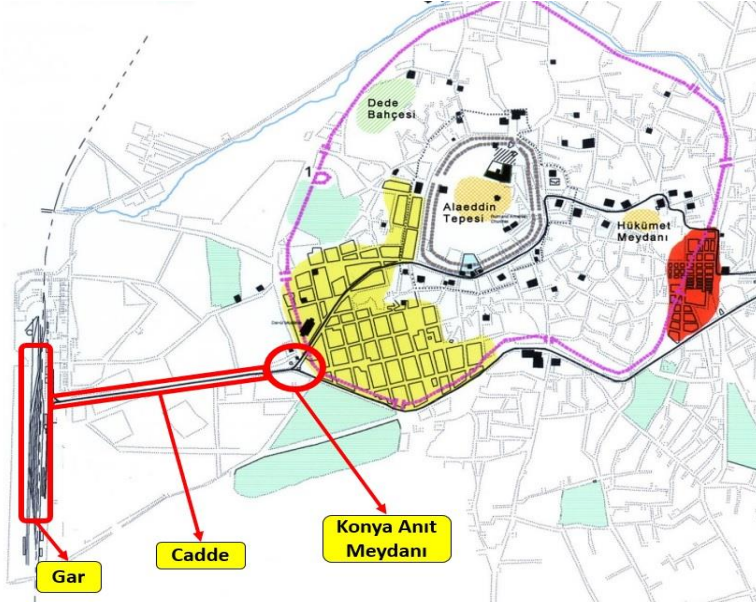 Dede
Bahçesi
1
Alaeddin
Tepesi
Hükümet
Meydanı
Konya Anıt
Meydanı
Cadde
Gar